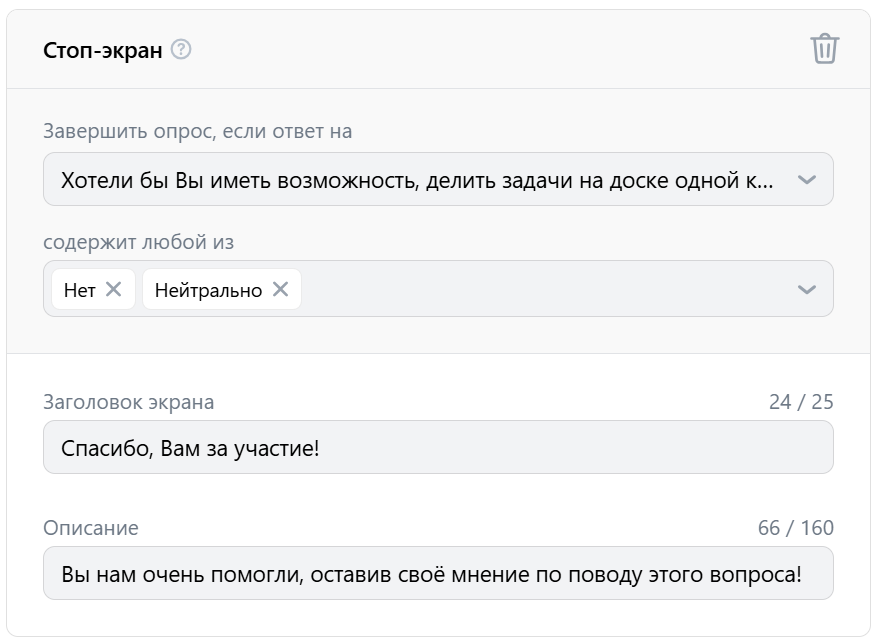 Стоп-экран ?
Завершить опрос, если ответ на
Хотели бы Вы иметь возможность, делить задачи на доске одной к...
содержит любой из
Нет Нейтрально
Заголовок экрана 24 / 25
Спасибо, Вам за участие!
Описание 66 / 160
Вы нам очень помогли, оставив своё мнение по поводу этого вопроса!